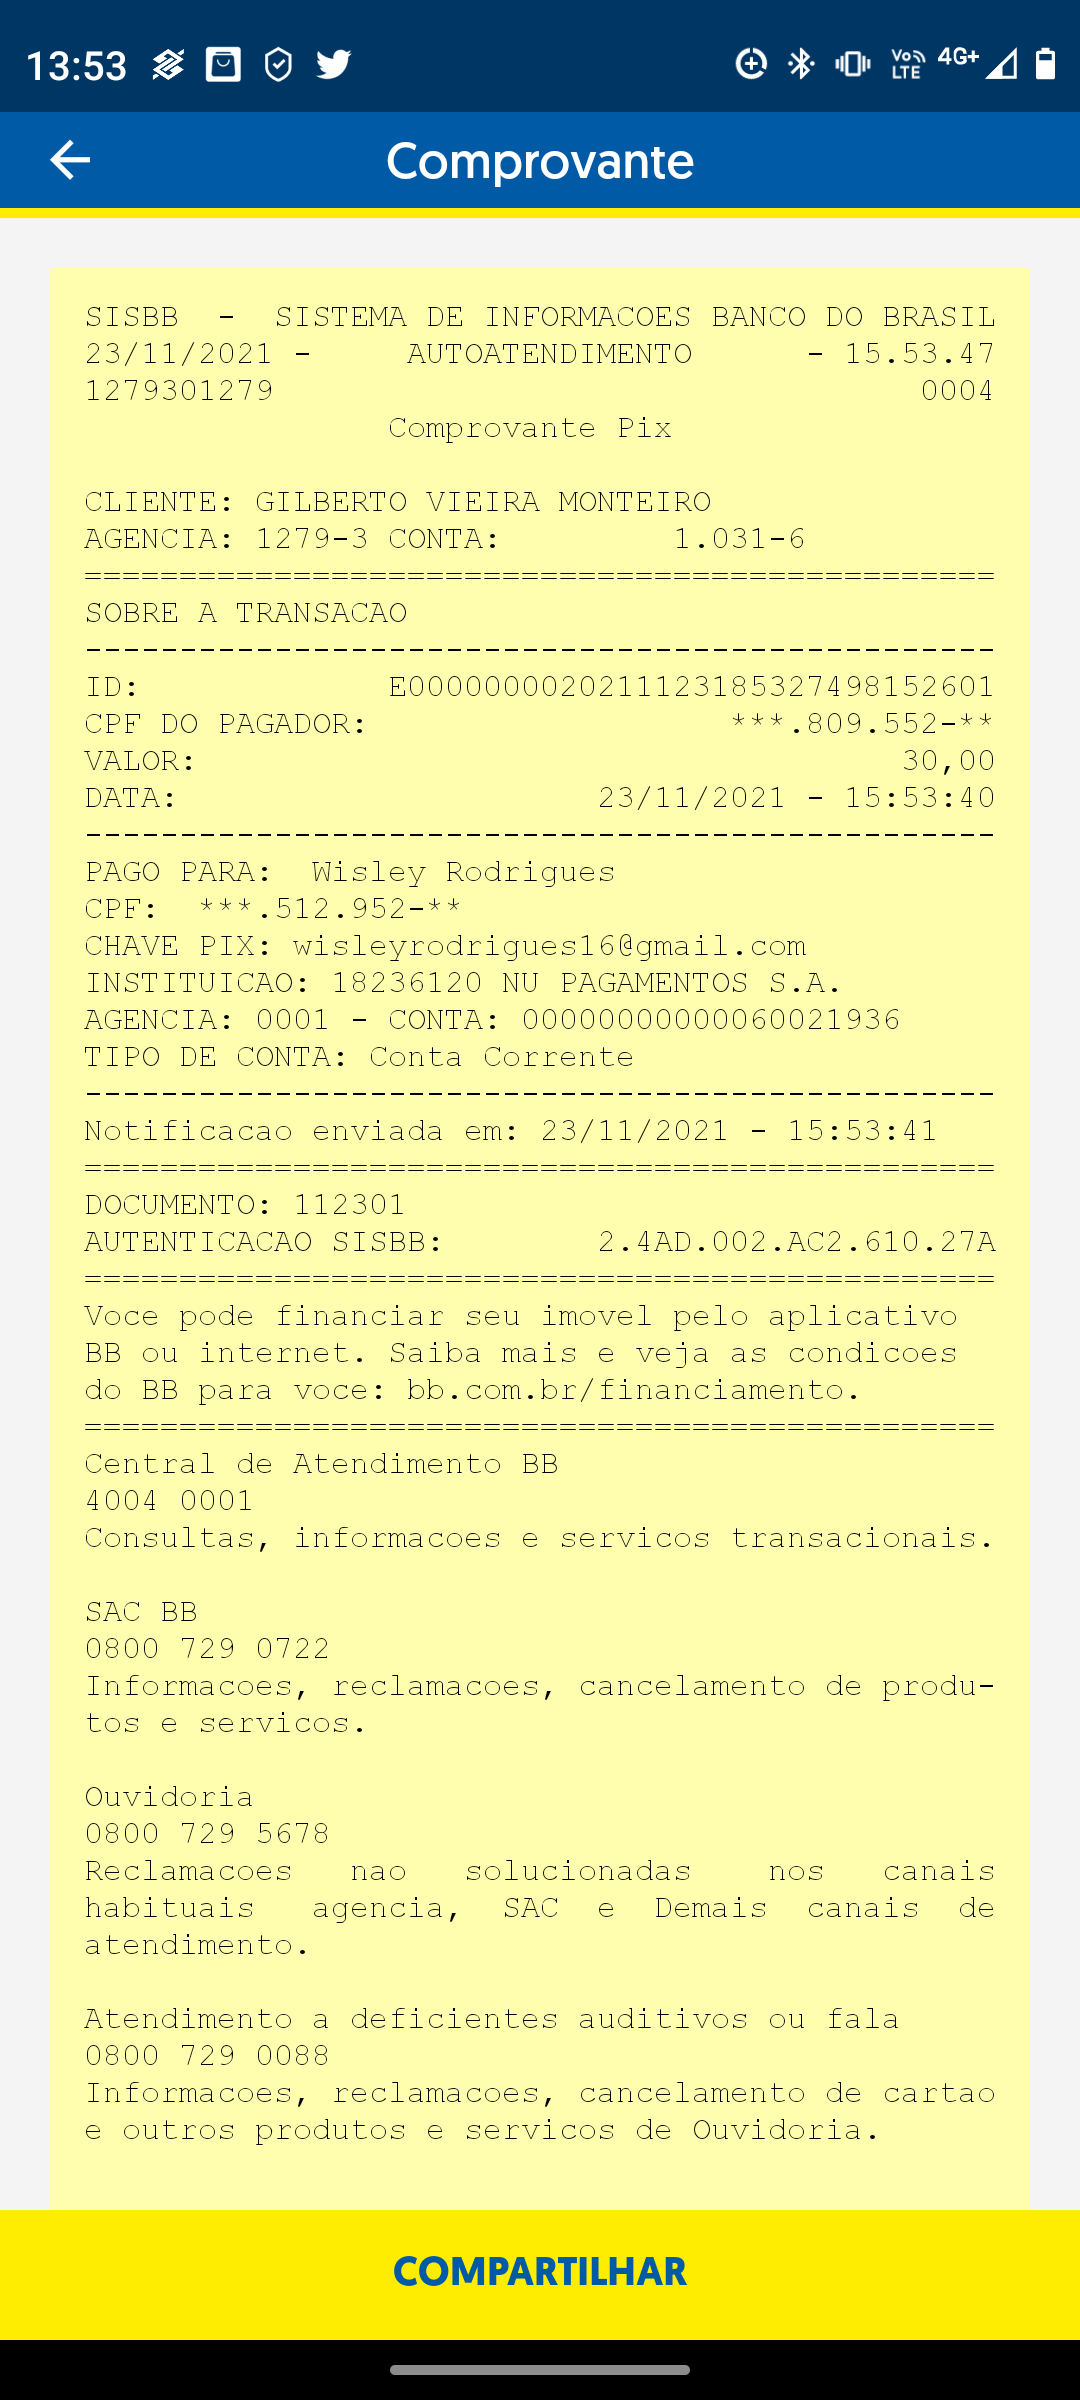 13:53 VoLTE 4G+
Comprovante
SISBB - SISTEMA DE INFORMACOES BANCO DO BRASIL
23/11/2021 - AUTOATENDIMENTO - 15.53.47
1279301279 0004
Comprovante Pix
CLIENTE: GILBERTO VIEIRA MONTEIRO
AGENCIA: 1279-3 CONTA: 1.031-6
================================================
SOBRE A TRANSACAO
------------------------------------------------
ID: E0000000020211123185327498152601
CPF DO PAGADOR: ***.809.552-**
VALOR: 30,00
DATA: 23/11/2021 - 15:53:40
------------------------------------------------
PAGO PARA: Wisley Rodrigues
CPF: ***.512.952-**
CHAVE PIX: wisleyrodrigues16@gmail.com
INSTITUICAO: 18236120 NU PAGAMENTOS S.A.
AGENCIA: 0001 - CONTA: 00000000000060021936
TIPO DE CONTA: Conta Corrente
------------------------------------------------
Notificacao enviada em: 23/11/2021 - 15:53:41
================================================
DOCUMENTO: 112301
AUTENTICACAO SISBB: 2.4AD.002.AC2.610.27A
================================================
Voce pode financiar seu imovel pelo aplicativo
BB ou internet. Saiba mais e veja as condicoes
do BB para voce: bb.com.br/financiamento.
================================================
Central de Atendimento BB
4004 0001
Consultas, informacoes e servicos transacionais.
SAC BB
0800 729 0722
Informacoes, reclamacoes, cancelamento de produ-
tos e servicos.
Ouvidoria
0800 729 5678
Reclamacoes nao solucionadas nos canais
habituais agencia, SAC e Demais canais de
atendimento.
Atendimento a deficientes auditivos ou fala
0800 729 0088
Informacoes, reclamacoes, cancelamento de cartao
e outros produtos e servicos de Ouvidoria.
COMPARTILHAR